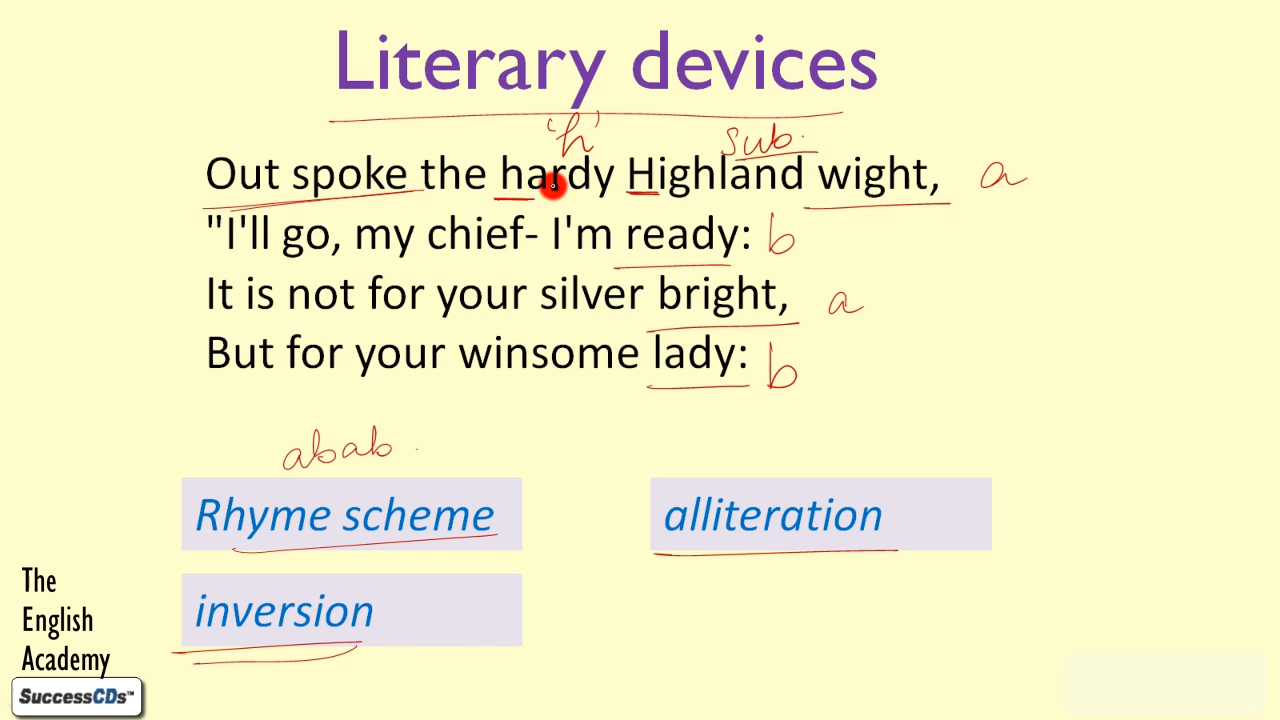 Literary devices
'h'
sub.
Out spoke the hardy Highland wight, a
"I'll go, my chief- I'm ready: b
It is not for your silver bright, a
But for your winsome lady: b
abab.
Rhyme scheme
alliteration
inversion
The
English
Academy
SuccessCDs™